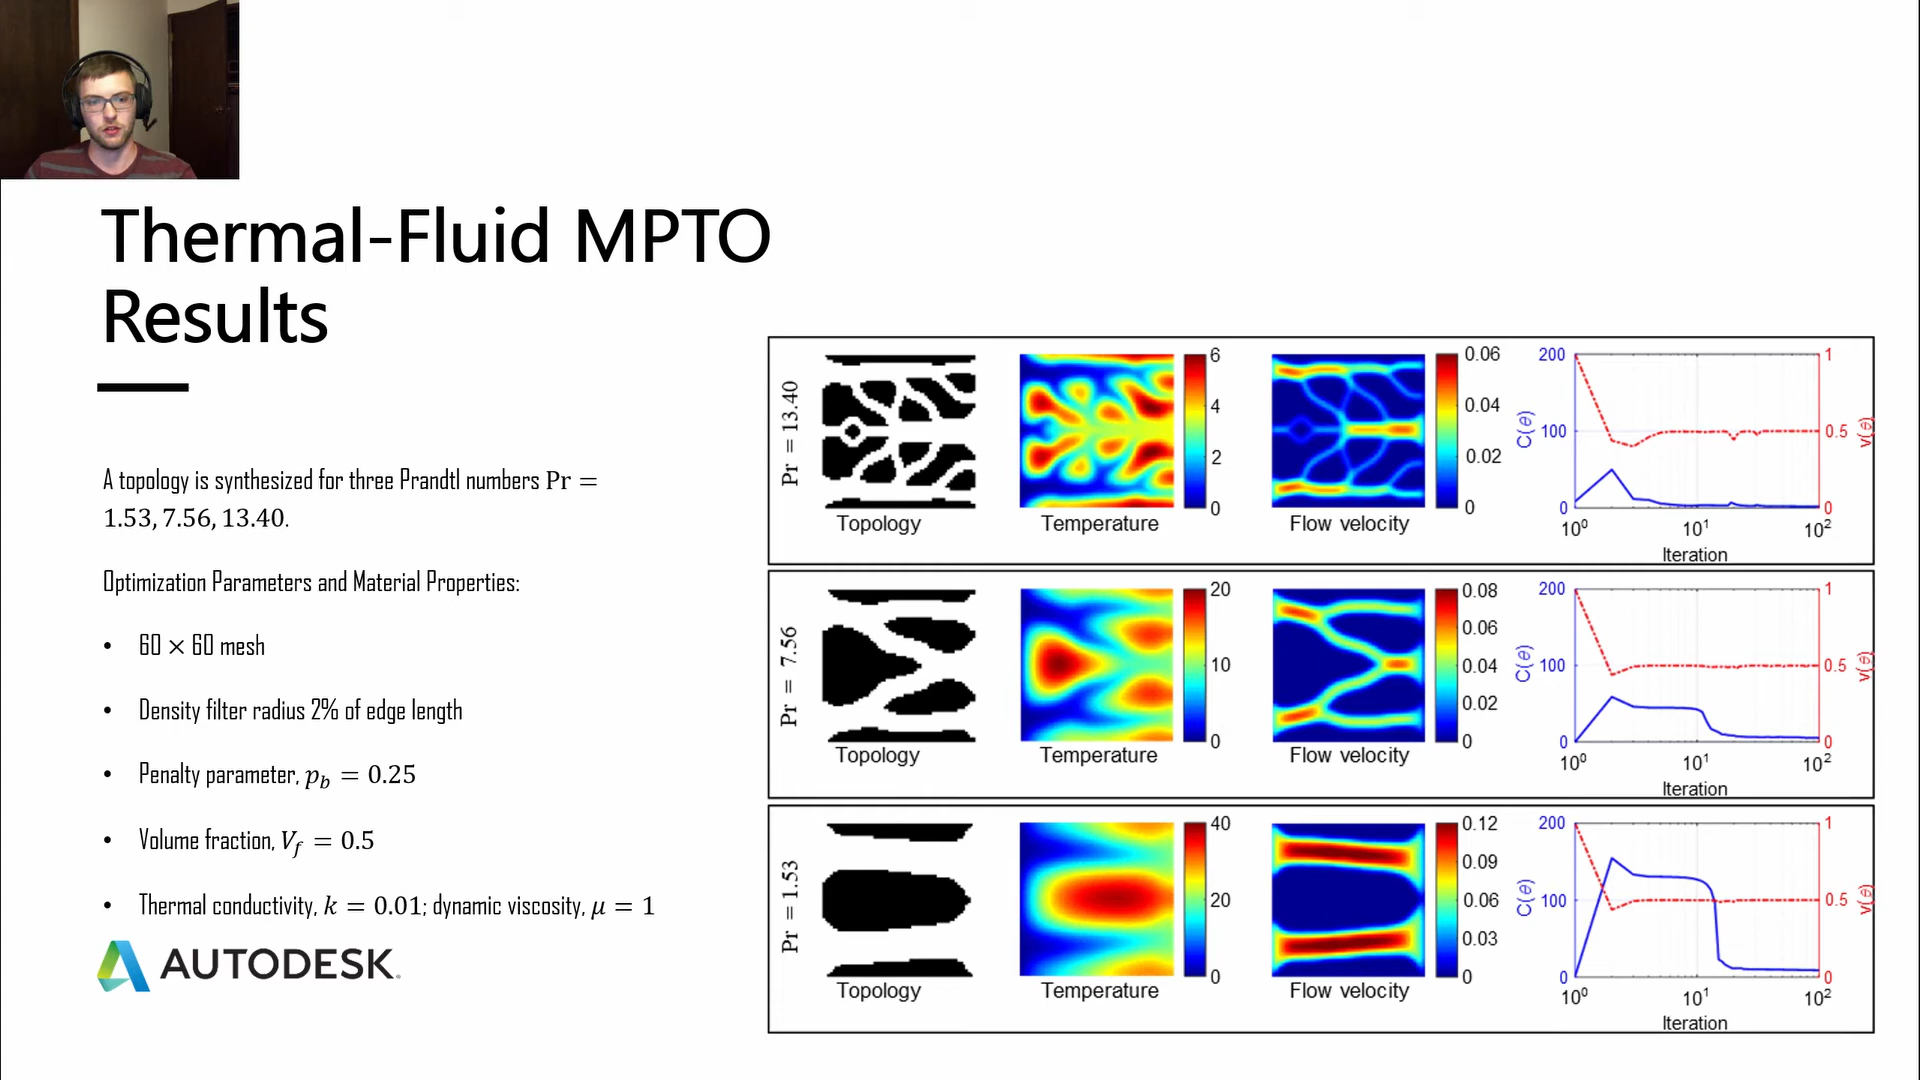 Thermal-Fluid MPTO
Results
A topology is synthesized for three Prandtl numbers Pr =
1.53, 7.56, 13.40.
Optimization Parameters and Material Properties:
• 60 × 60 mesh
• Density filter radius 2% of edge length
• Penalty parameter, p_b = 0.25
• Volume fraction, V_f = 0.5
• Thermal conductivity, k = 0.01; dynamic viscosity, μ = 1
AUTODESK.
Pr = 13.40
Topology
6
4
2
0
Temperature
0.06
0.04
0.02
0
Flow velocity
C(θ)
200
100
0
1
0.5
0
v(θ)
10⁰ 10¹ 10²
Iteration
Pr = 7.56
Topology
20
10
0
Temperature
0.08
0.06
0.04
0.02
0
Flow velocity
C(θ)
200
100
0
1
0.5
0
v(θ)
10⁰ 10¹ 10²
Iteration
Pr = 1.53
Topology
40
20
0
Temperature
0.12
0.09
0.06
0.03
0
Flow velocity
C(θ)
200
100
0
1
0.5
0
v(θ)
10⁰ 10¹ 10²
Iteration